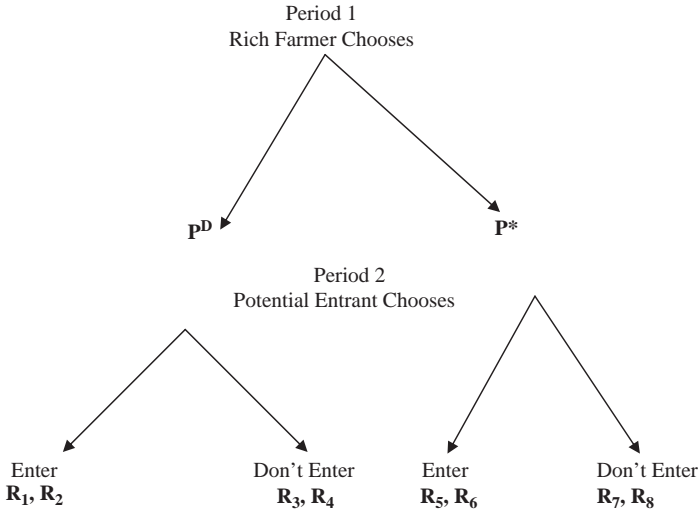 Period 1
Rich Farmer Chooses
P^D
P*
Period 2
Potential Entrant Chooses
Enter
R₁, R₂
Don't Enter
R₃, R₄
Enter
R₅, R₆
Don't Enter
R₇, R₈